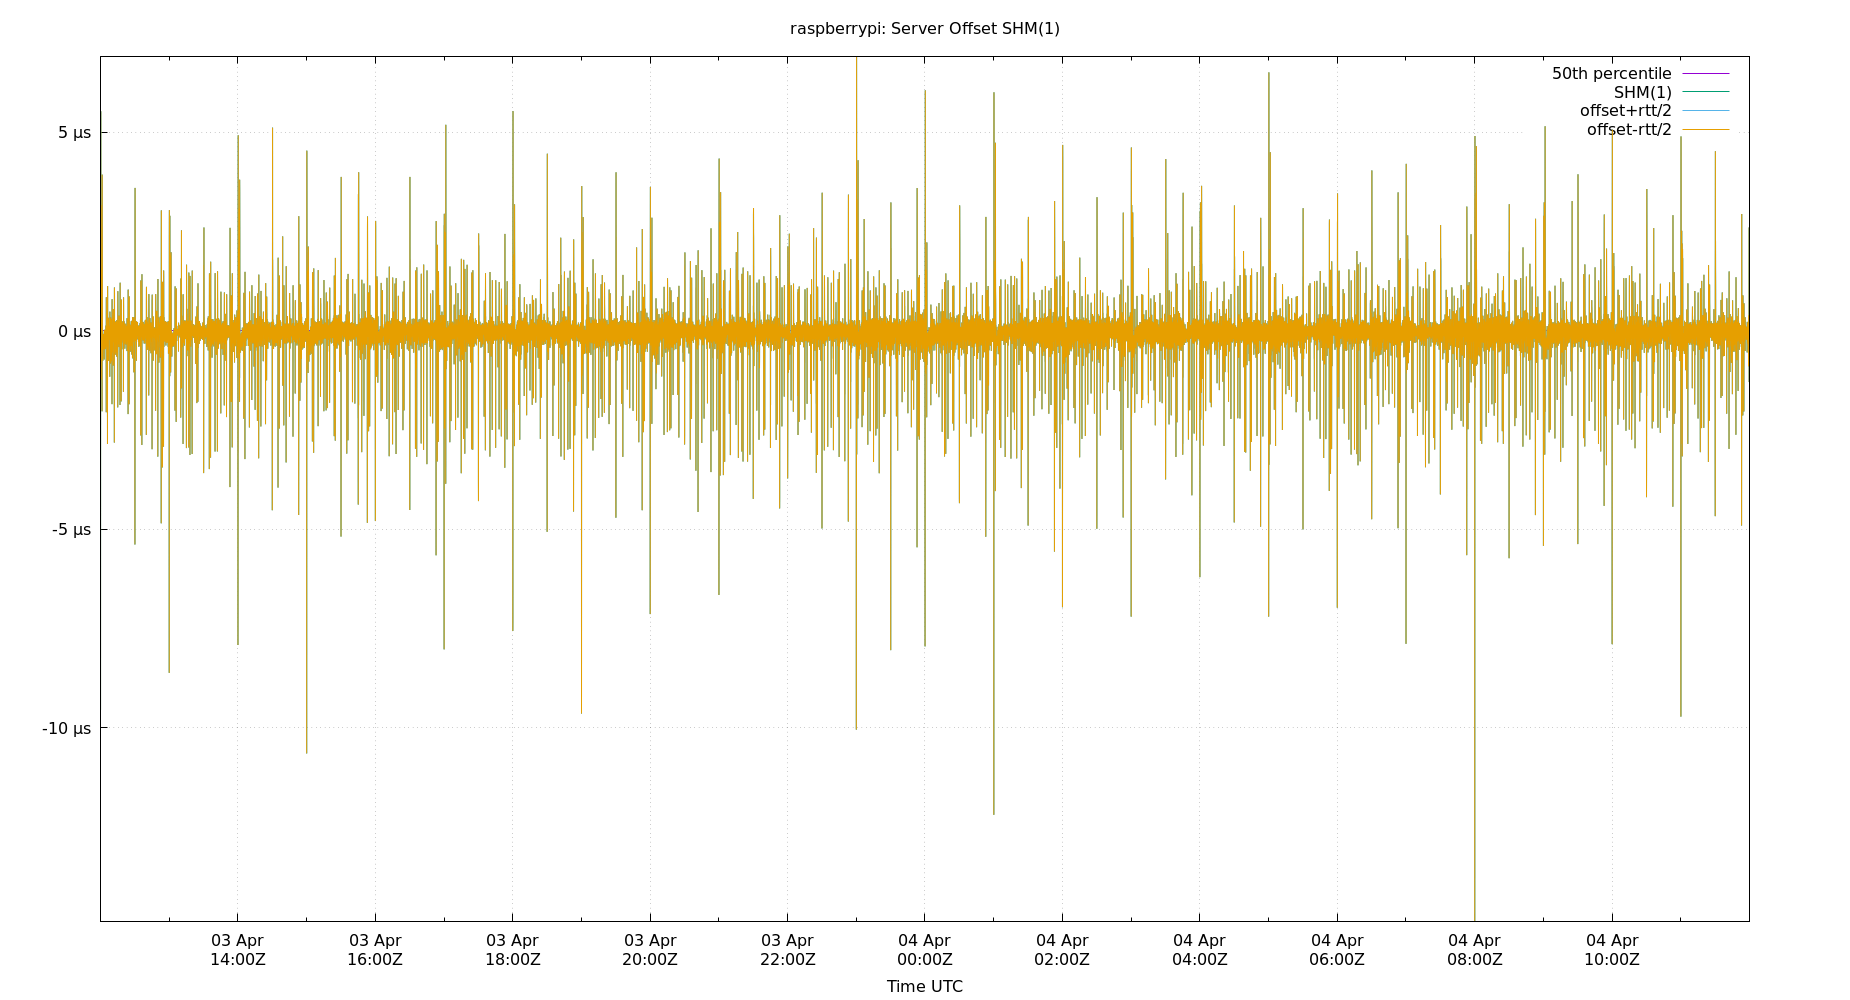 raspberrypi: Server Offset SHM(1)
50th percentile
SHM(1)
offset+rtt/2
offset-rtt/2
5 µs
0 µs
-5 µs
-10 µs
03 Apr 03 Apr 03 Apr 03 Apr 03 Apr 04 Apr 04 Apr 04 Apr 04 Apr 04 Apr 04 Apr
14:00Z 16:00Z 18:00Z 20:00Z 22:00Z 00:00Z 02:00Z 04:00Z 06:00Z 08:00Z 10:00Z
Time UTC